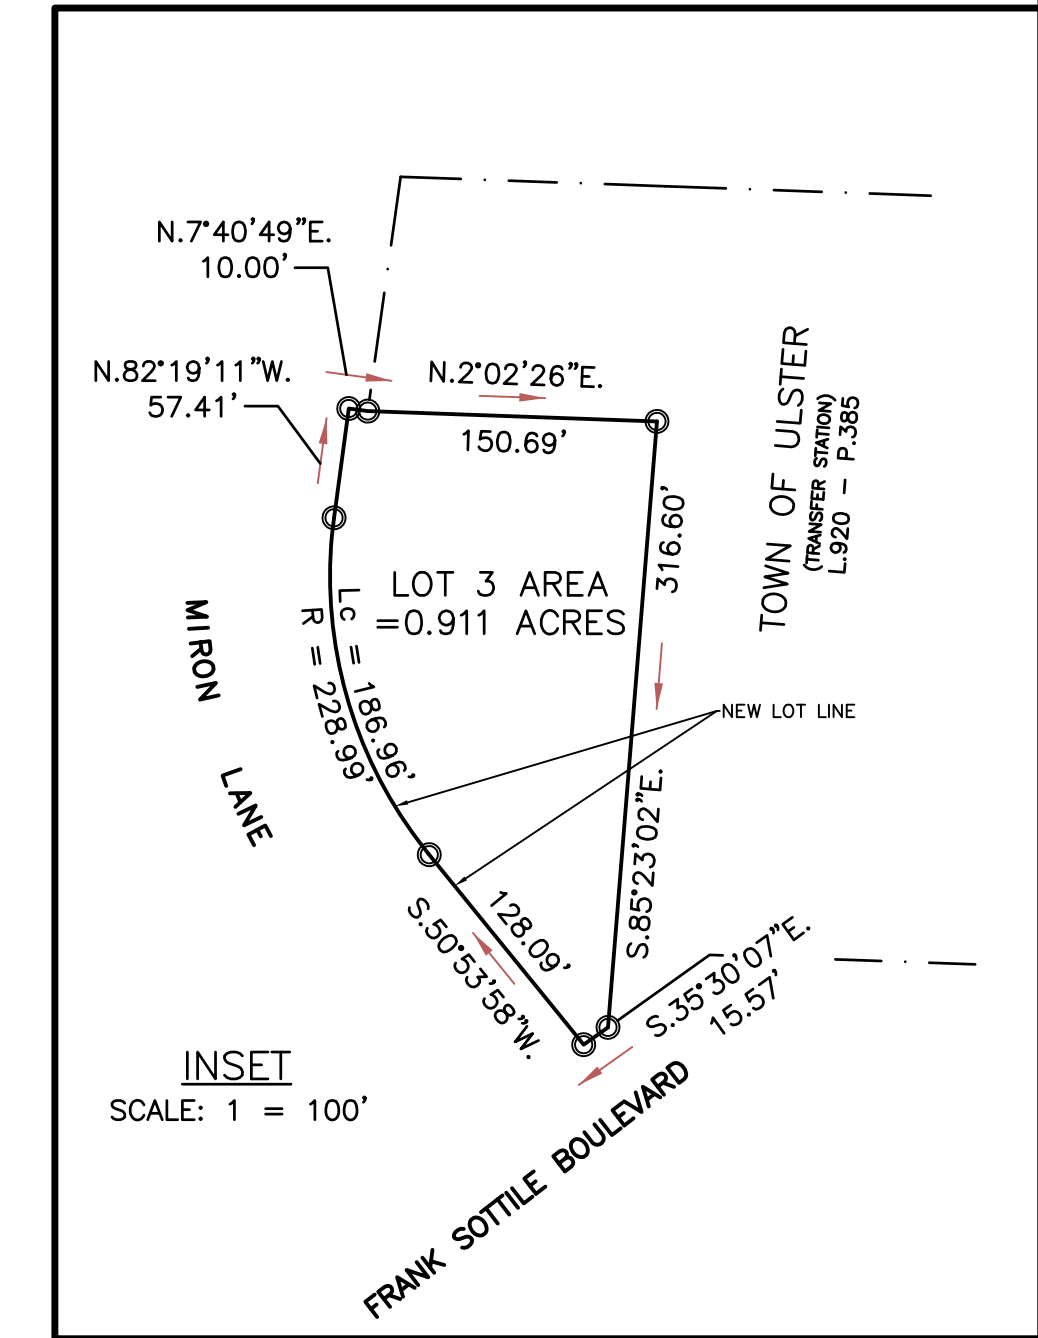 N.7°40'49"E.
10.00'
N.82°19'11"W.
57.41'
N.2°02'26"E.
150.69'
316.60'
S.85°23'02"E.
TOWN OF ULSTER
(TRANSFER STATION)
L.920 - P.385
LOT 3 AREA
=0.911 ACRES
Lc = 186.96'
R = 228.99'
MIRON LANE
NEW LOT LINE
128.09'
S.50°53'58"W.
S.35°30'07"E.
15.57'
INSET
SCALE: 1 = 100'
FRANK SOTTILE BOULEVARD